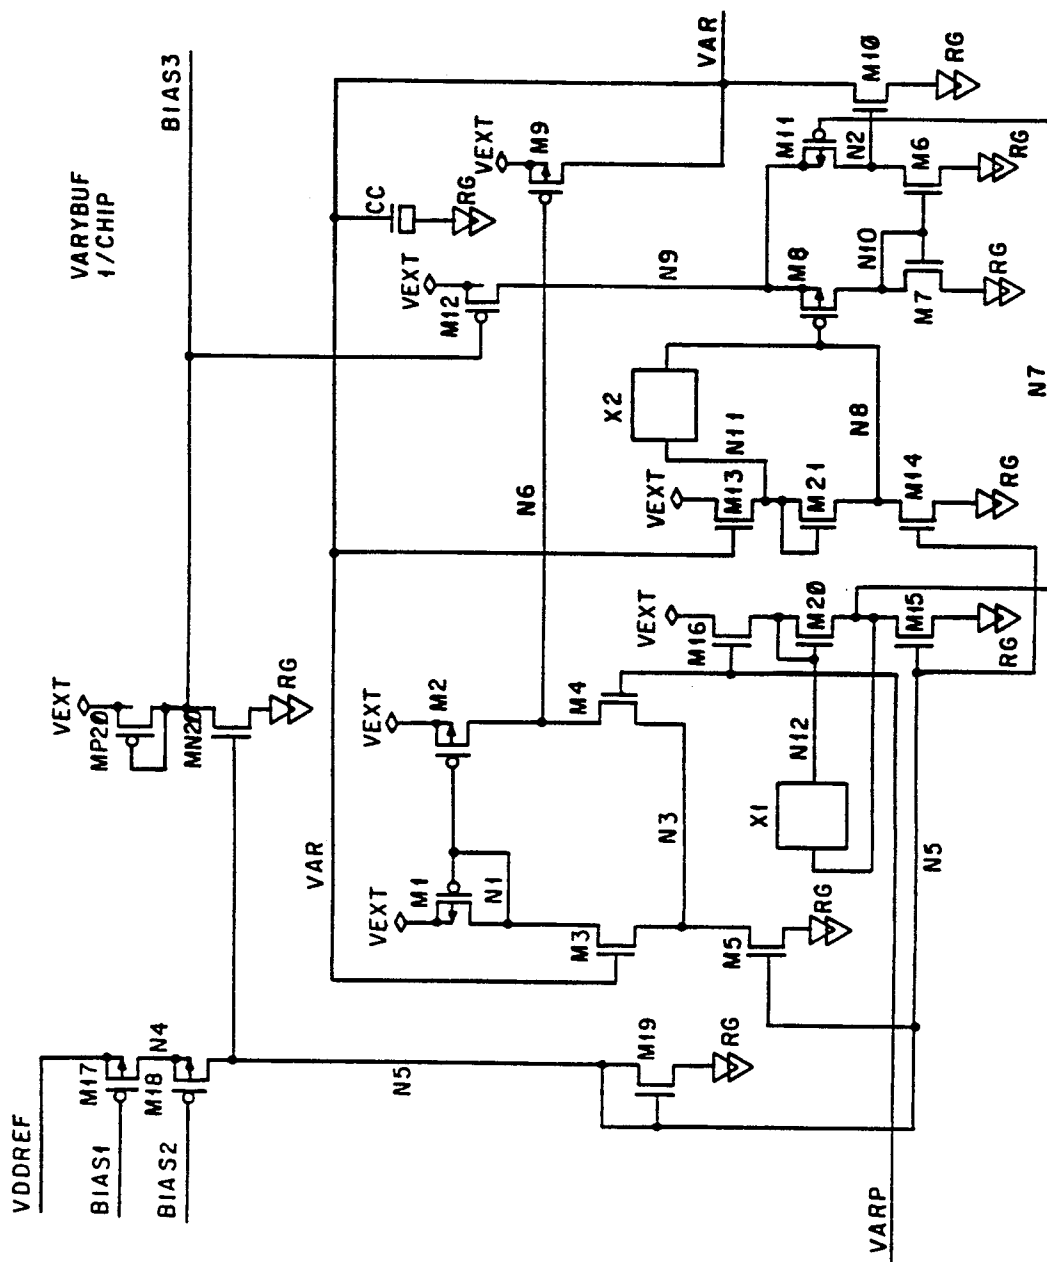 VARYBUF
1/CHIP
VDDREF
BIAS1
BIAS2
M17
N4
M18
N5
M19
RG
VEXT
MP20
MN20
RG
BIAS3
VAR
VEXT
M1
N1
VEXT
M2
M3
M4
N3
M5
RG
N6
VEXT
M12
CC
RG
VEXT
M9
VAR
N9
X1
N12
VEXT
M16
M20
M15
RG
N5
VARP
VEXT
M13
N11
X2
M21
N8
M14
RG
M8
N10
M7
RG
M11
N2
M6
RG
M10
RG
N7